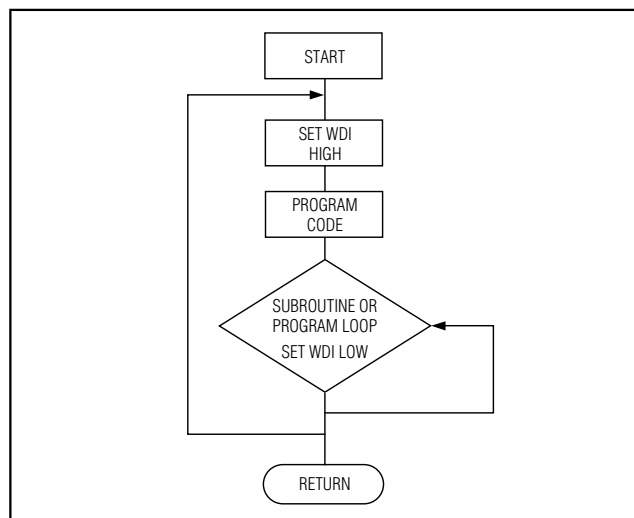 START
SET WDI
HIGH
PROGRAM
CODE
SUBROUTINE OR
PROGRAM LOOP
SET WDI LOW
RETURN